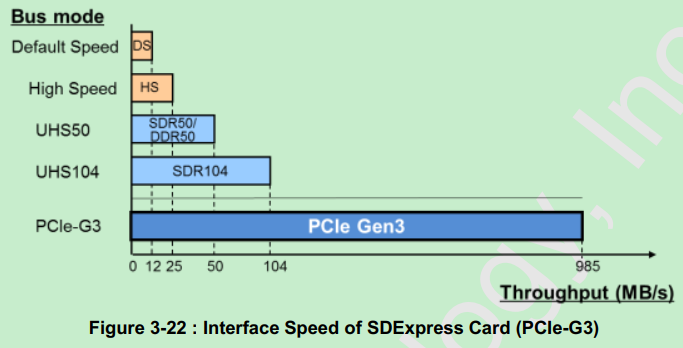 Bus mode
Default Speed DS
High Speed HS
UHS50 SDR50/
DDR50
UHS104 SDR104
PCIe-G3 PCIe Gen3
0 12 25 50 104 985
Throughput (MB/s)
Figure 3-22 : Interface Speed of SDExpress Card (PCIe-G3)